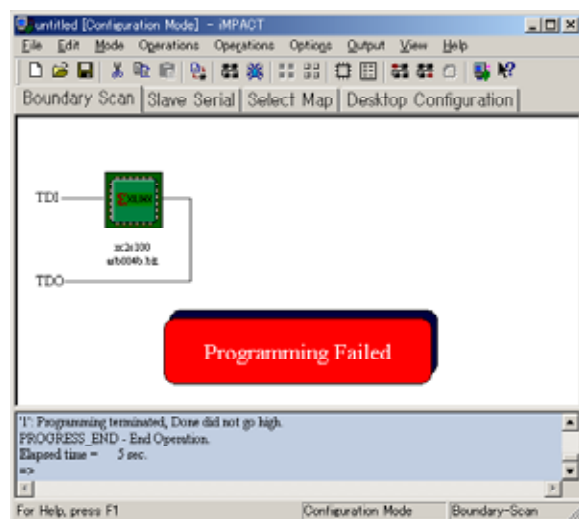 untitled [Configuration Mode] - iMPACT
File Edit Mode Operations Operations Options Output View Help
Boundary Scan Slave Serial Select Map Desktop Configuration
TDI
XILINX
xc2s100
TDO
Programming Failed
'1': Programming terminated, Done did not go high.
PROGRESS_END - End Operation.
Elapsed time = 5 sec.
=>
For Help, press F1 Configuration Mode Boundary-Scan